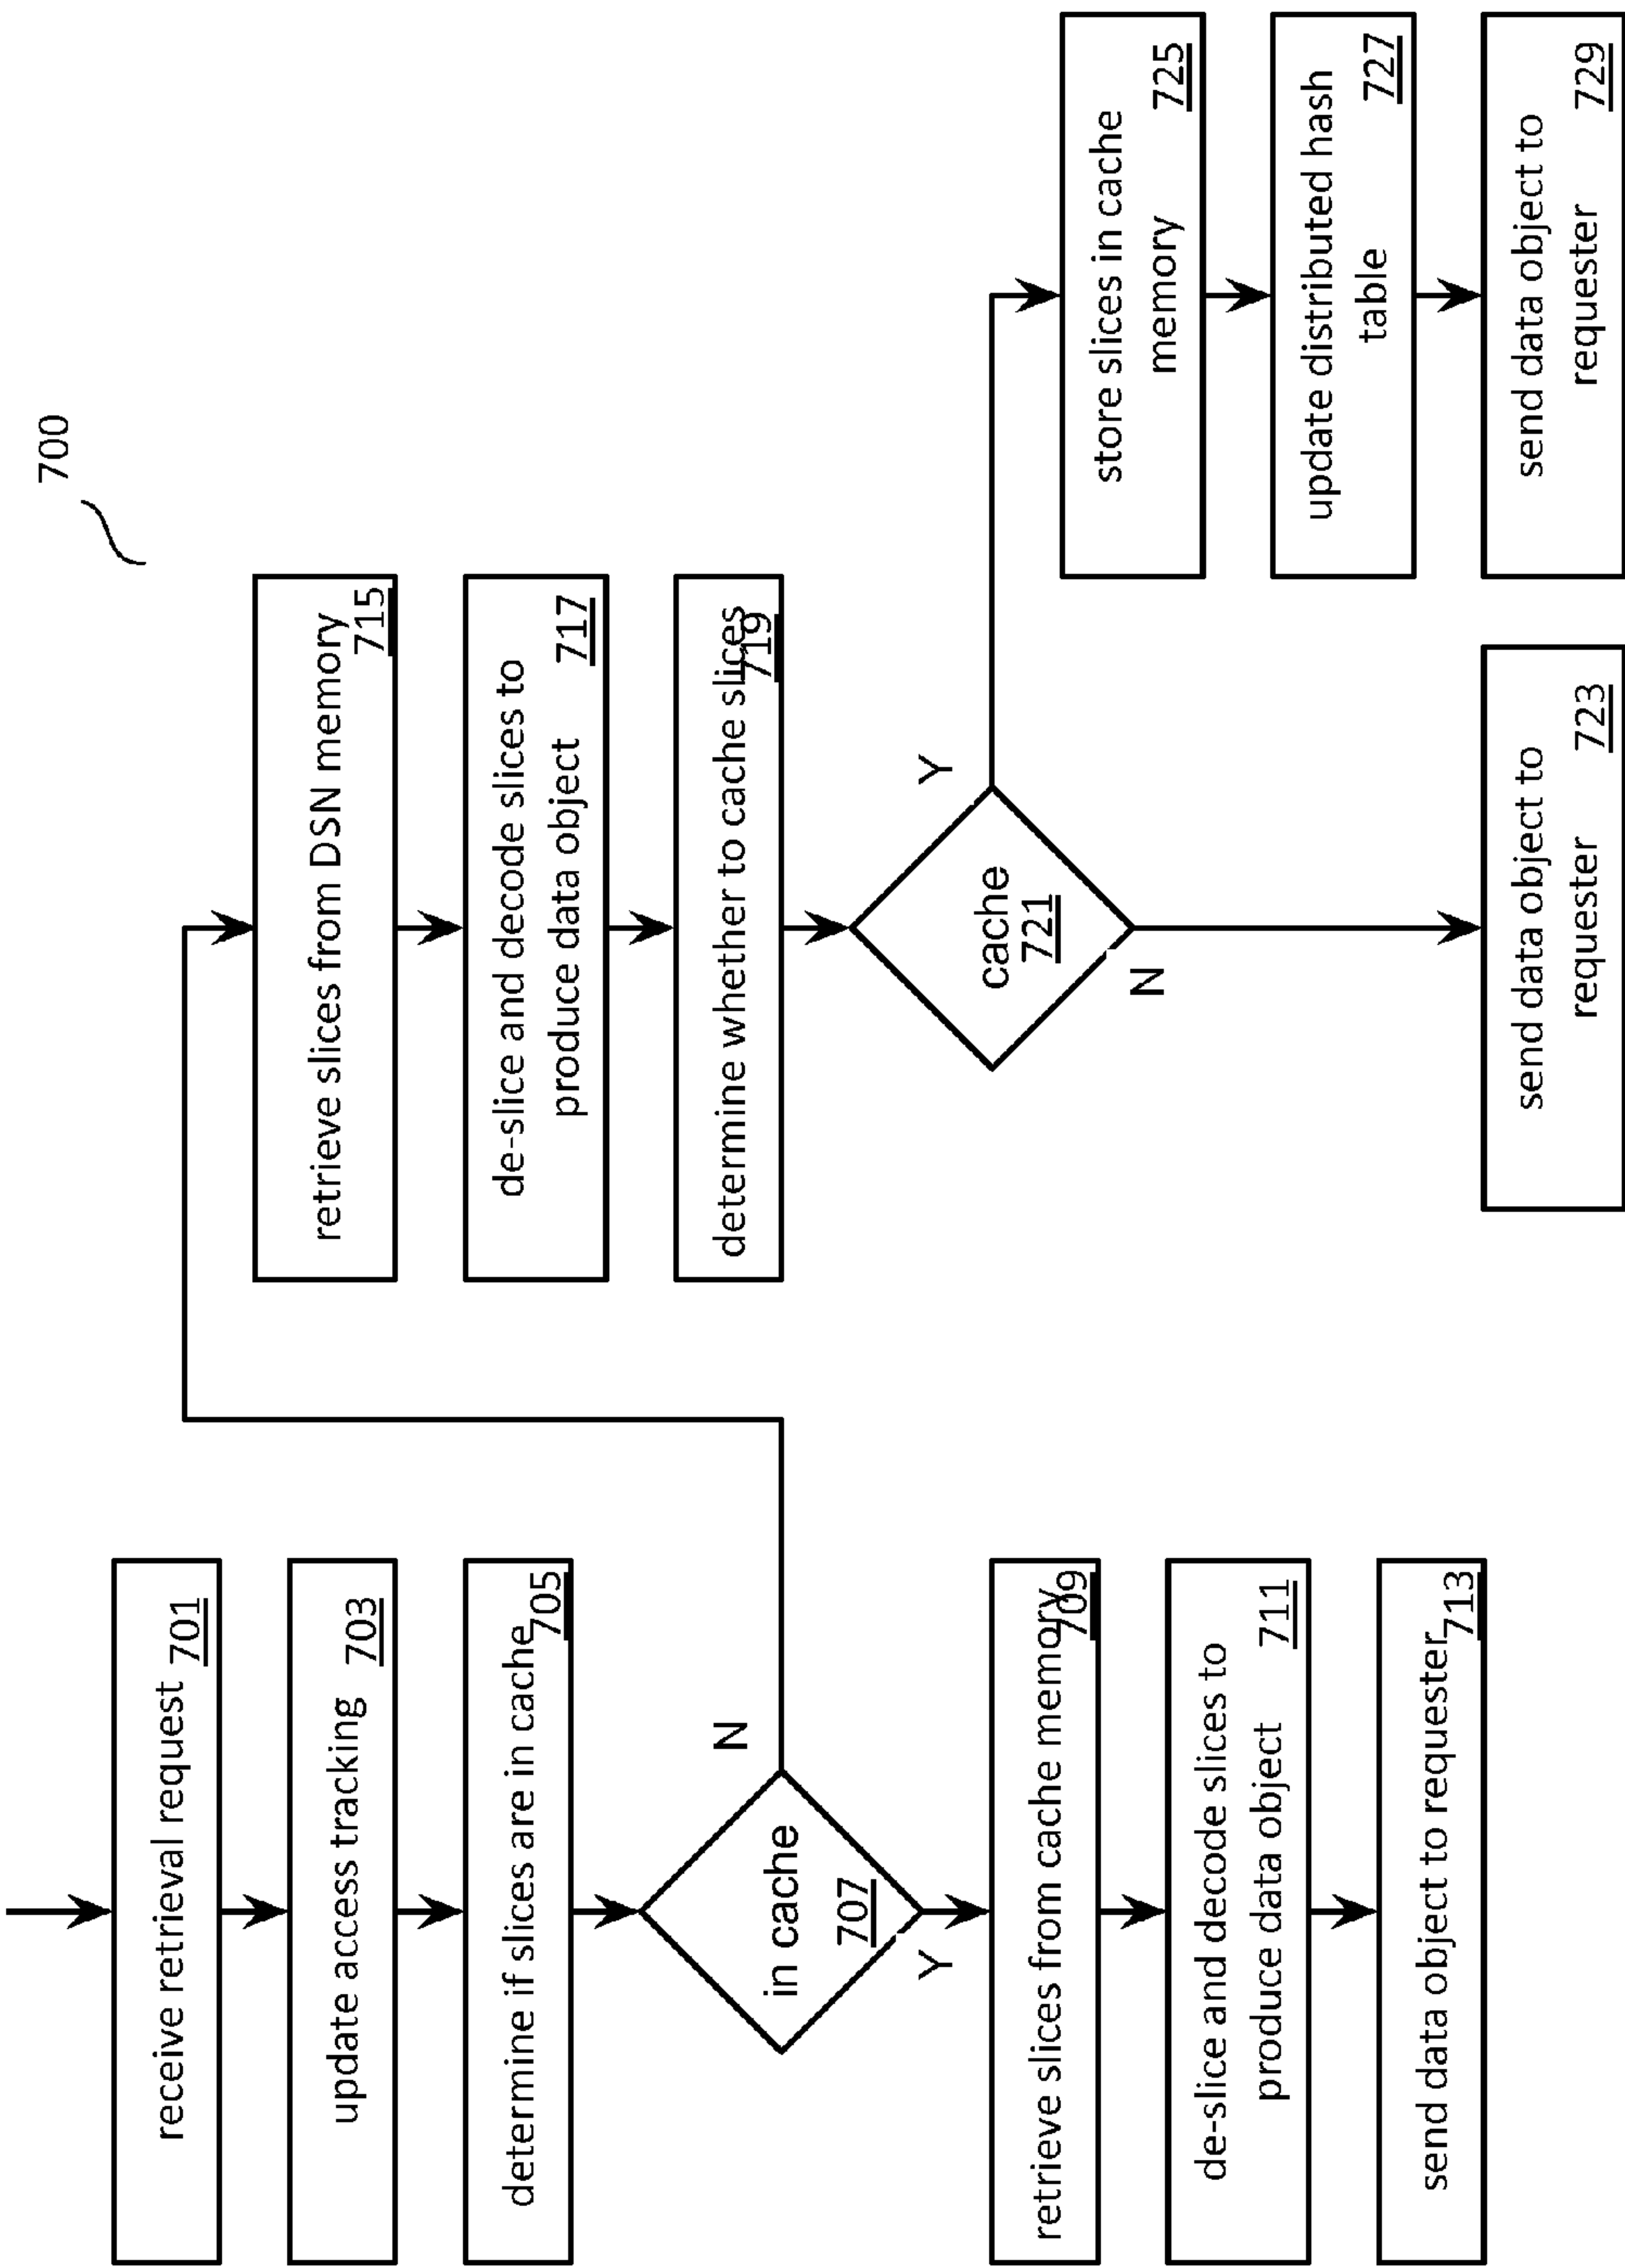 700
receive retrieval request 701
update access tracking 703
determine if slices are in cache 705
in cache
707
N
Y
retrieve slices from cache memory 709
de-slice and decode slices to
produce data object 711
send data object to requester 713
retrieve slices from DSN memory 715
de-slice and decode slices to
produce data object 717
determine whether to cache slices 719
cache
721
Y
N
send data object to
requester 723
store slices in cache
memory 725
update distributed hash
table 727
send data object to
requester 729